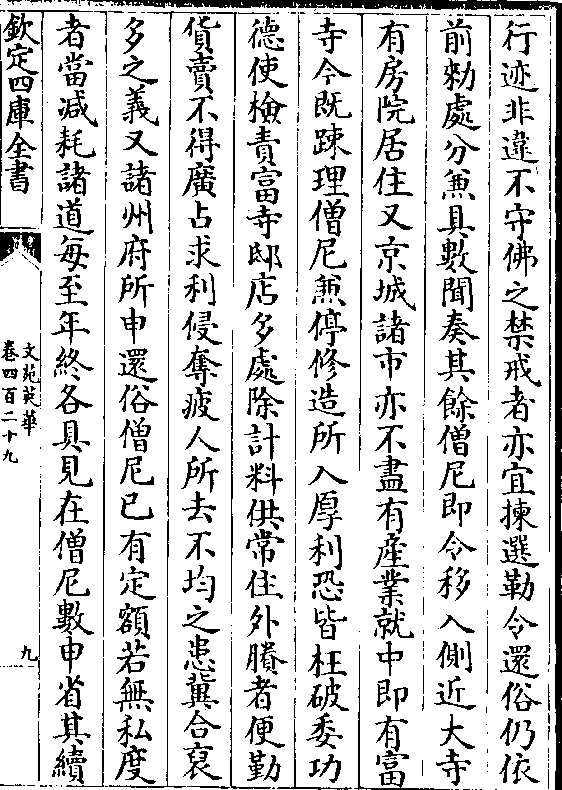 行迹非違不守佛之禁戒者亦宜揀選勒令還俗仍依
前勑處分兼具數聞奏其餘僧尼即令移入側近大寺
有房院居住又京城諸市亦不盡有産業就中即有富
寺今既踈理僧尼兼停修造所入厚利恐皆枉破委功
德使檢責富寺邸店多處除計料供常住外賸者便勤
貨賣不得廣占求利侵奪疲人所去不均之患冀合裒
多之義又諸州府所申還俗僧尼已有定額若無私度
者當減耗諸道每至年終各具見在僧尼數申省其續
欽定四庫全書
文苑英華
卷四百二十九
九